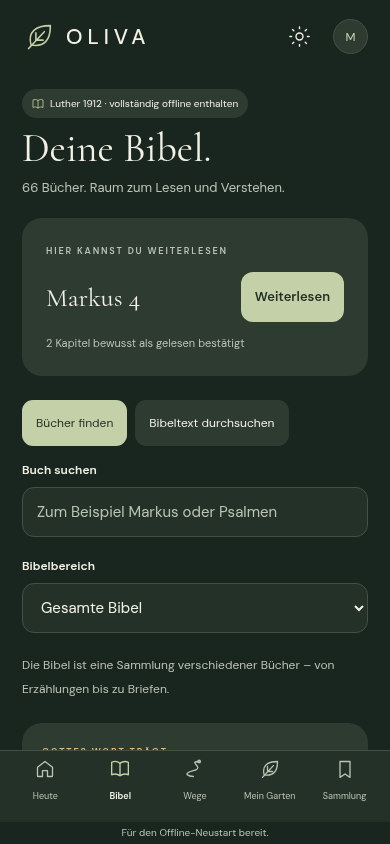 OLIVA
M
Luther 1912 · vollständig offline enthalten
Deine Bibel.
66 Bücher. Raum zum Lesen und Verstehen.
HIER KANNST DU WEITERLESEN
Markus 4
Weiterlesen
2 Kapitel bewusst als gelesen bestätigt
Bücher finden
Bibeltext durchsuchen
Buch suchen
Zum Beispiel Markus oder Psalmen
Bibelbereich
Gesamte Bibel
Die Bibel ist eine Sammlung verschiedener Bücher – von
Erzählungen bis zu Briefen.
GOTTES WORT TRÄGT
Heute
Bibel
Wege
Mein Garten
Sammlung
Für den Offline-Neustart bereit.